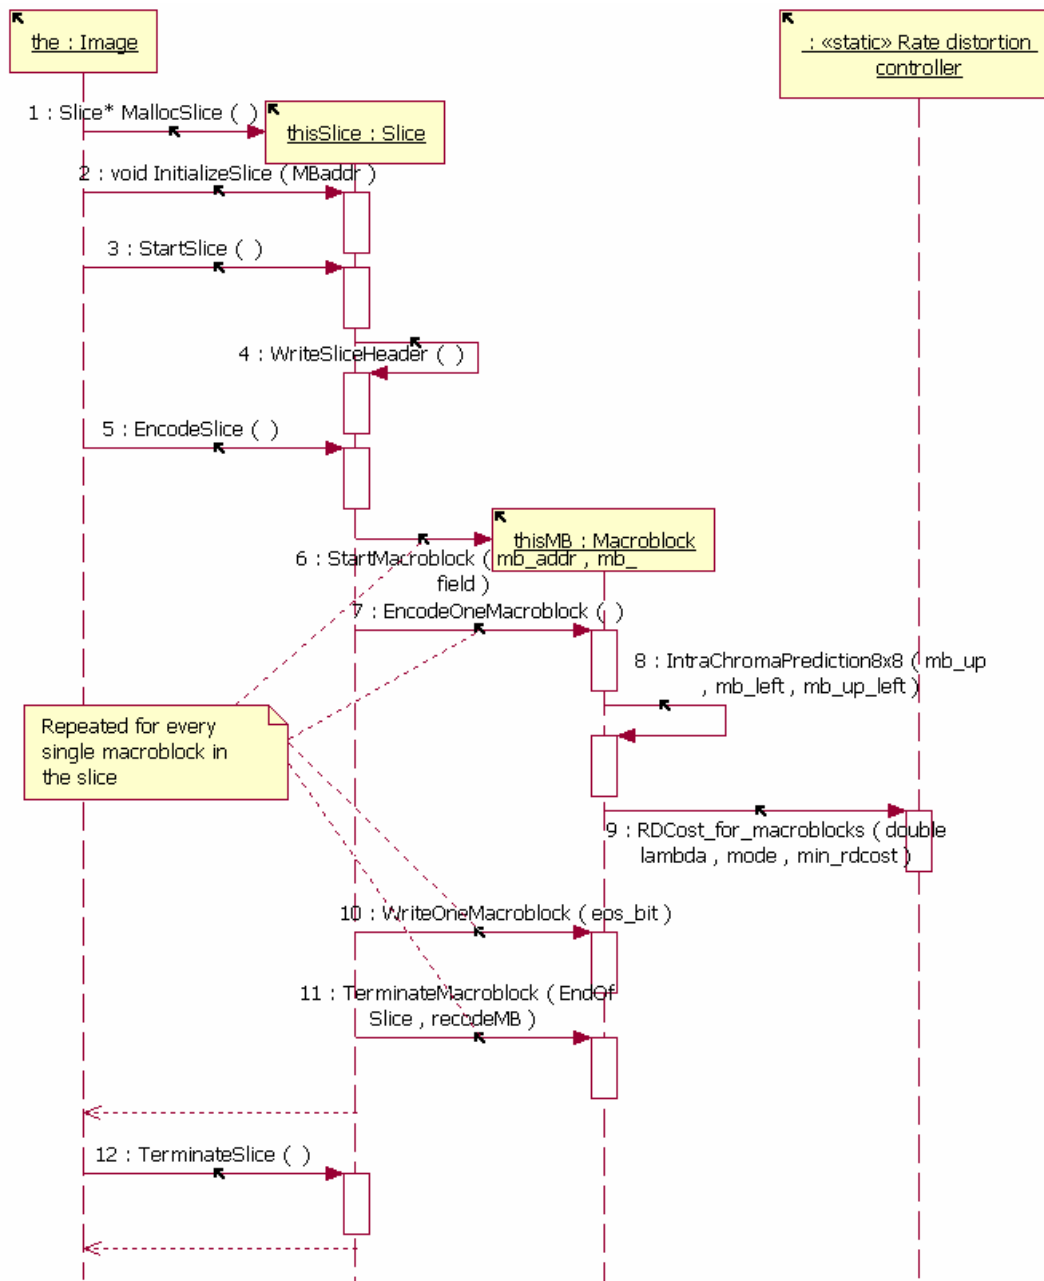 the : Image
: «static» Rate distortion
controller
1 : Slice* MallocSlice ( )
thisSlice : Slice
2 : void InitializeSlice ( MBaddr )
3 : StartSlice ( )
4 : WriteSliceHeader ( )
5 : EncodeSlice ( )
thisMB : Macroblock
6 : StartMacroblock ( mb_addr , mb_
field )
7 : EncodeOneMacroblock ( )
8 : IntraChromaPrediction8x8 ( mb_up
, mb_left , mb_up_left )
Repeated for every
single macroblock in
the slice
9 : RDCost_for_macroblocks ( double
lambda , mode , min_rdcost )
10 : WriteOneMacroblock ( eos_bit )
11 : TerminateMacroblock ( EndOf
Slice , recodeMB )
12 : TerminateSlice ( )